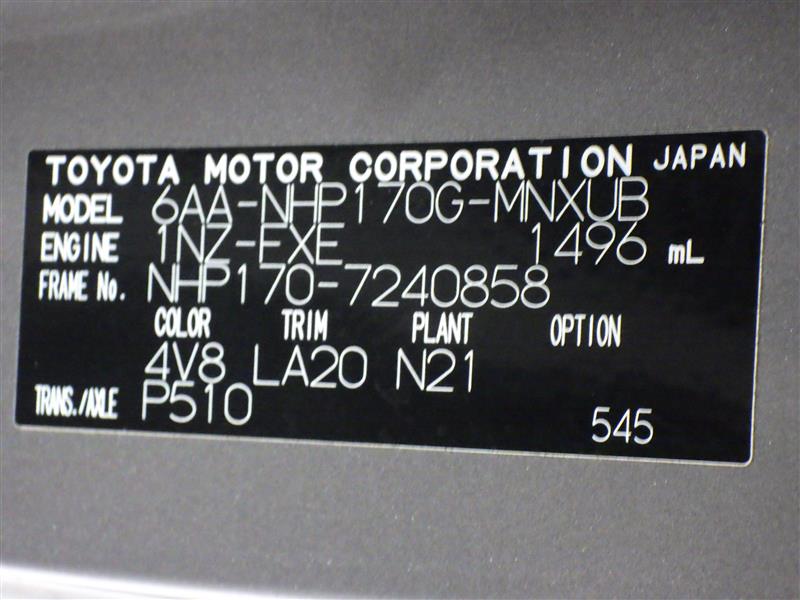 TOYOTA MOTOR CORPORATION JAPAN
MODEL 6AA-NHP170G-MNXUB
ENGINE 1NZ-FXE 1496 mL
FRAME No. NHP170-7240858
COLOR TRIM PLANT OPTION
4V8 LA20 N21
TRANS./AXLE P510
545